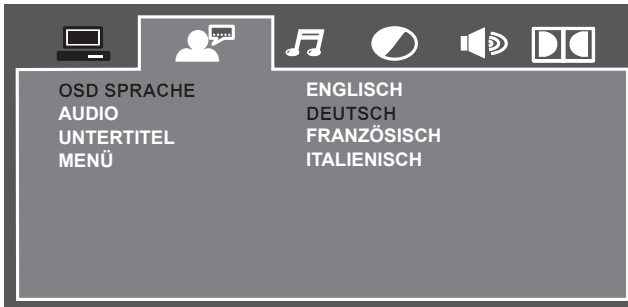 OSD SPRACHE ENGLISCH
AUDIO DEUTSCH
UNTERTITEL FRANZÖSISCH
MENÜ ITALIENISCH